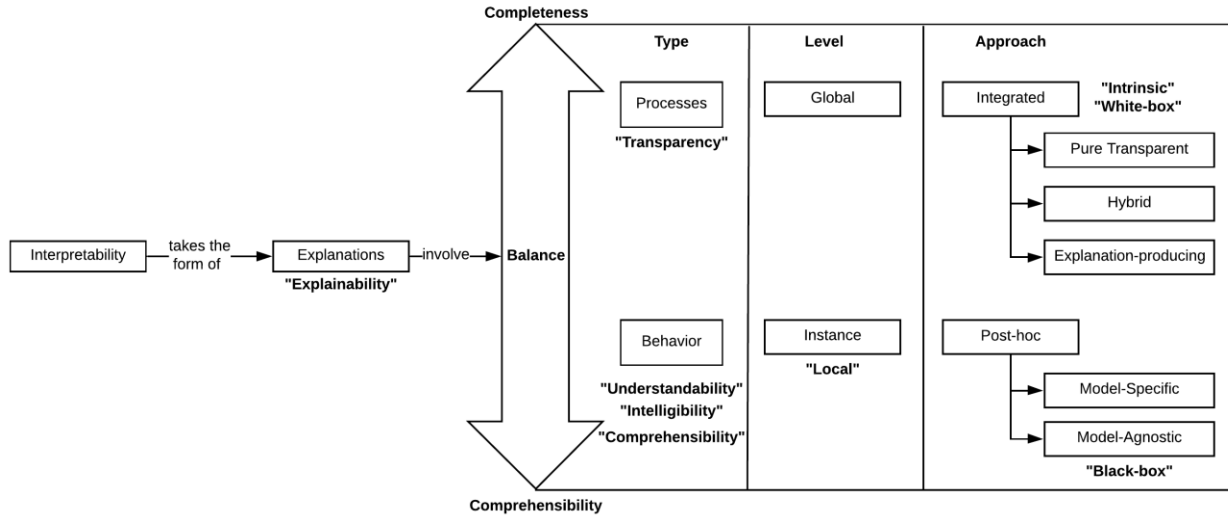 Completeness
Type
Level
Approach
Processes
"Transparency"
Global
Integrated
"Intrinsic"
"White-box"
Pure Transparent
Hybrid
Explanation-producing
Interpretability
takes the
form of
Explanations
"Explainability"
involve
Balance
Behavior
"Understandability"
"Intelligibility"
"Comprehensibility"
Instance
"Local"
Post-hoc
Model-Specific
Model-Agnostic
"Black-box"
Comprehensibility